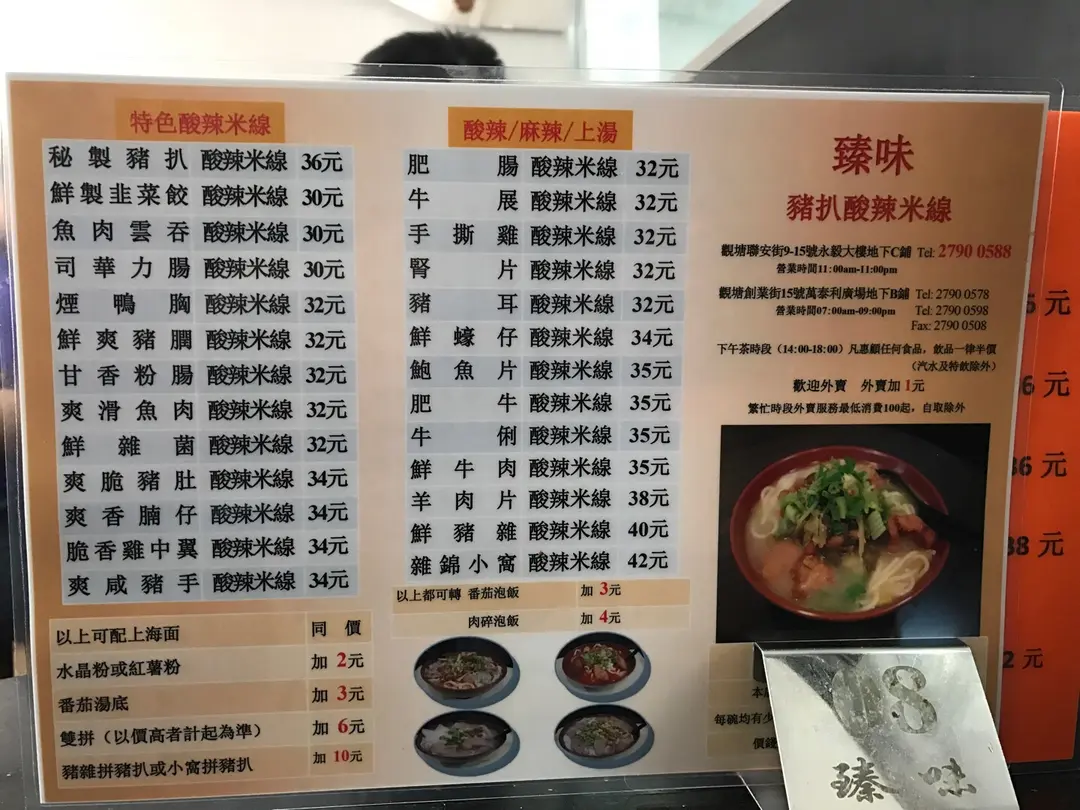 特色酸辣米線
秘製豬扒 酸辣米線 36元
鮮製韭菜餃 酸辣米線 30元
魚肉雲吞 酸辣米線 30元
司華力腸 酸辣米線 30元
煙鴨胸 酸辣米線 32元
鮮爽豬膶 酸辣米線 32元
甘香粉腸 酸辣米線 32元
爽滑魚肉 酸辣米線 32元
鮮雜菌 酸辣米線 32元
爽脆豬肚 酸辣米線 34元
爽香腩仔 酸辣米線 34元
脆香雞中翼 酸辣米線 34元
爽咸豬手 酸辣米線 34元
以上可配上海面 同價
水晶粉或紅薯粉 加 2元
番茄湯底 加 3元
雙拼（以價高者計起為準） 加 6元
豬雜拼豬扒或小窩拼豬扒 加 10元
酸辣/麻辣/上湯
肥腸 酸辣米線 32元
牛展 酸辣米線 32元
手撕雞 酸辣米線 32元
腎片 酸辣米線 32元
豬耳 酸辣米線 32元
鮮蠔仔 酸辣米線 34元
鮑魚片 酸辣米線 35元
肥牛 酸辣米線 35元
牛脷 酸辣米線 35元
鮮牛肉 酸辣米線 35元
羊肉片 酸辣米線 38元
鮮豬雜 酸辣米線 40元
雜錦小窩 酸辣米線 42元
以上都可轉 番茄泡飯 加 3元
肉碎泡飯 加 4元
臻味
豬扒酸辣米線
觀塘聯安街9-15號永毅大樓地下C鋪 Tel: 2790 0588
營業時間11:00am-11:00pm
觀塘創業街15號萬泰利廣場地下B鋪 Tel: 2790 0578
營業時間07:00am-09:00pm Tel: 2790 0598
Fax: 2790 0508
下午茶時段（14:00-18:00）凡惠顧任何食品，飲品一律半價
（汽水及特飲除外）
歡迎外賣 外賣加 1元
繁忙時段外賣服務最低消費100起，自取除外
每碗均有
8
臻味
元
6 元
36 元
38 元
2 元